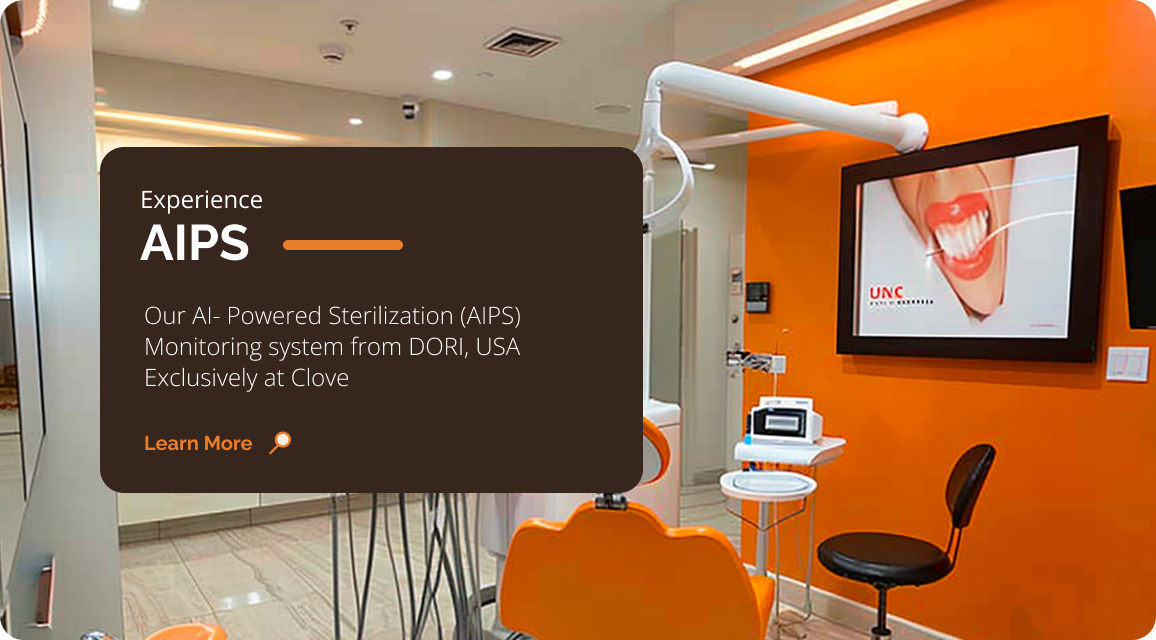 Experience
AIPS
Our AI- Powered Sterilization (AIPS)
Monitoring system from DORI, USA
Exclusively at Clove
Learn More
UNC